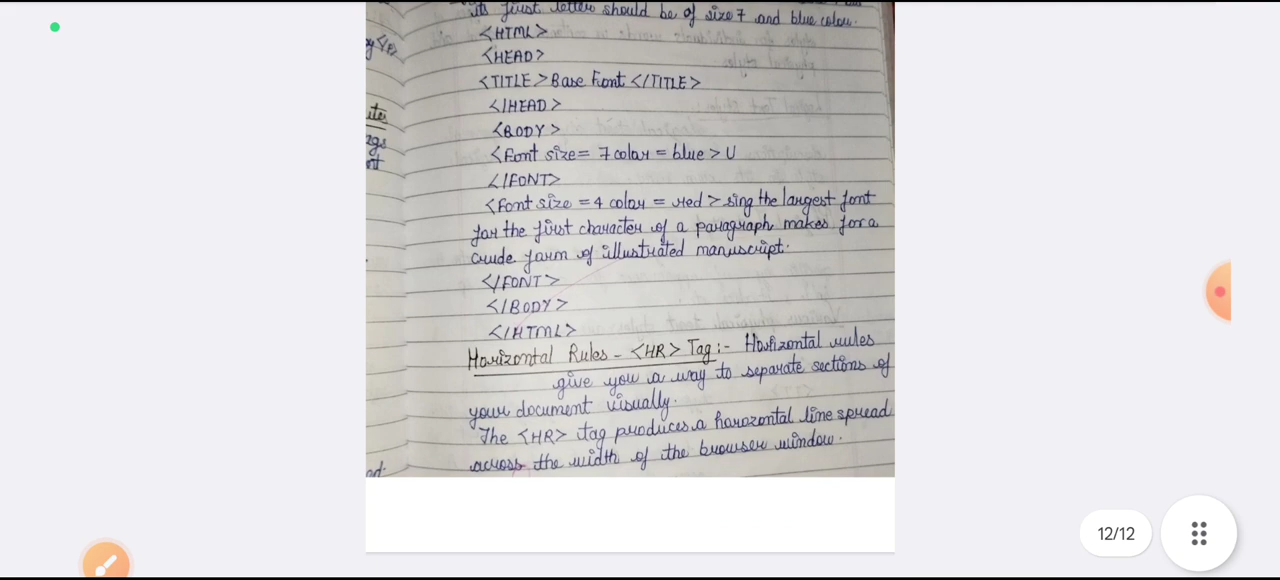 its first letter should be of size 7 and blue colou.
<HTML>
<HEAD>
<TITLE>Base Font </TITLE>
</HEAD>
<BODY>
<Font size= 7 colar = blue > U
</FONT>
<Font size = 4 colar = red > sing the largest font
for the first character of a paragraph makes for a
crude form of illustrated manuscript.
</FONT>
</BODY>
</HTML>
Horizontal Rules - <HR> Tag :- Horizontal rules
give you a way to separate sections of
your document visually.
The <HR> tag produces a harozontal line spread
across the width of the browser window.
12/12